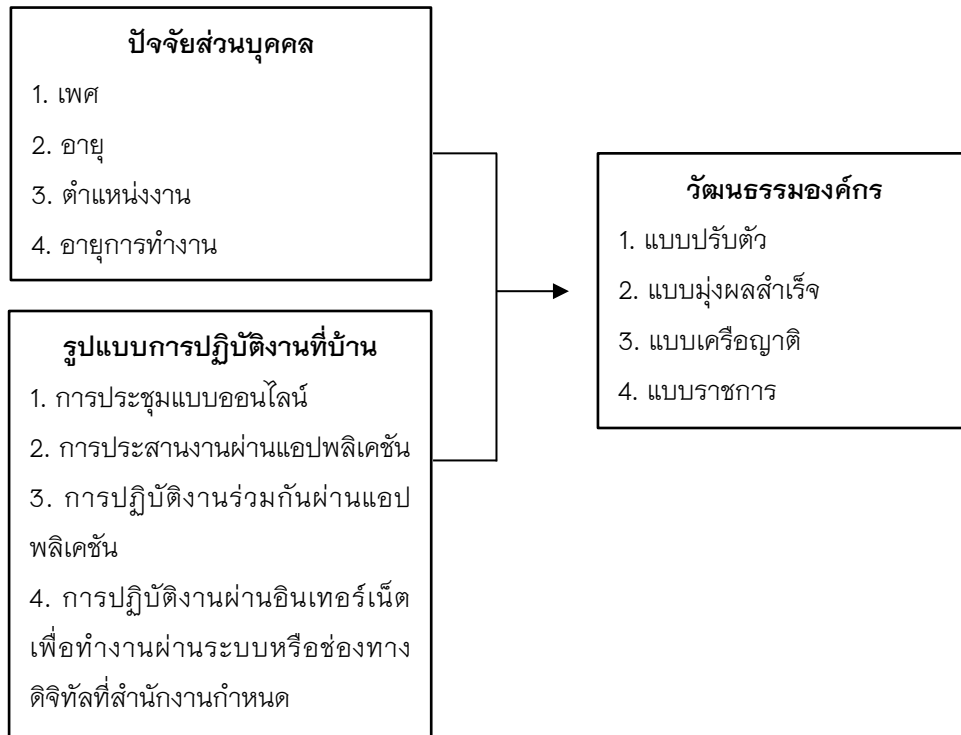 ปัจจัยส่วนบุคคล
1. เพศ
2. อายุ
3. ตำแหน่งงาน
4. อายุการทำงาน
รูปแบบการปฏิบัติงานที่บ้าน
1. การประชุมแบบออนไลน์
2. การประสานงานผ่านแอปพลิเคชัน
3. การปฏิบัติงานร่วมกันผ่านแอป
พลิเคชัน
4. การปฏิบัติงานผ่านอินเทอร์เน็ต
เพื่อทำงานผ่านระบบหรือช่องทาง
ดิจิทัลที่สำนักงานกำหนด
วัฒนธรรมองค์กร
1. แบบปรับตัว
2. แบบมุ่งผลสำเร็จ
3. แบบเครือญาติ
4. แบบราชการ